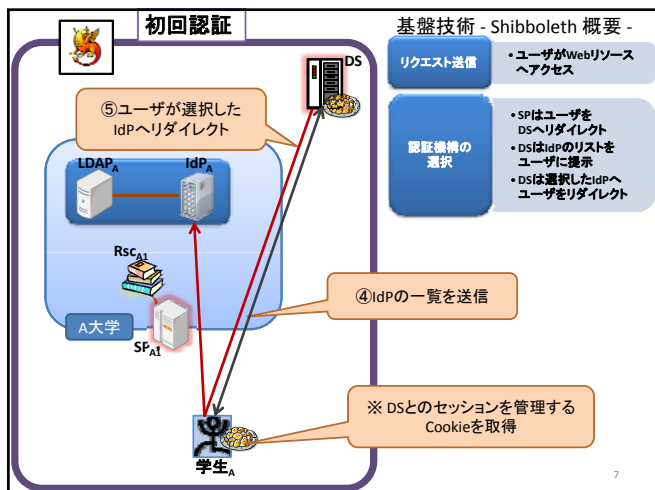 初回認証
基盤技術 - Shibboleth 概要 -
DS
リクエスト送信
• ユーザがWebリソース
へアクセス
⑤ユーザが選択した
IdPへリダイレクト
認証機構の
選択
• SPはユーザを
DSへリダイレクト
• DSはIdPのリストを
ユーザに提示
• DSは選択したIdPへ
ユーザをリダイレクト
LDAPA
IdPA
RscA1
A大学
SPA1
④IdPの一覧を送信
※ DSとのセッションを管理する
Cookieを取得
学生A
7